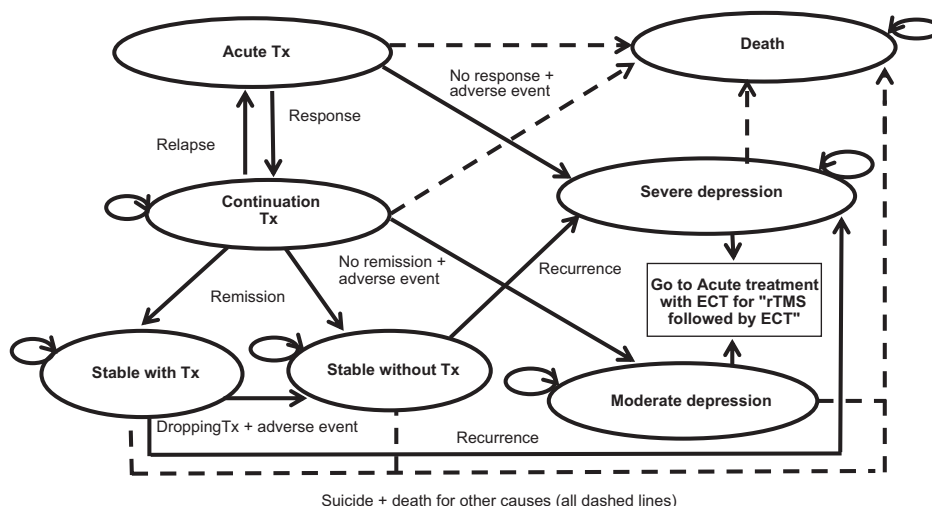 Acute Tx
Death
No response +
adverse event
Response
Relapse
Severe depression
Continuation
Tx
No remission +
adverse event
Recurrence
Go to Acute treatment
with ECT for "rTMS
followed by ECT"
Remission
Stable with Tx
Stable without Tx
Moderate depression
DroppingTx + adverse event
Recurrence
Suicide + death for other causes (all dashed lines)